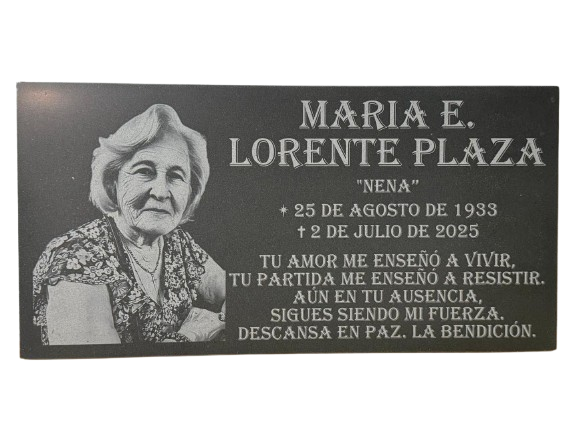 MARIA E.
LORENTE PLAZA
"NENA"
* 25 DE AGOSTO DE 1933
† 2 DE JULIO DE 2025
TU AMOR ME ENSEÑÓ A VIVIR,
TU PARTIDA ME ENSEÑÓ A RESISTIR.
AÚN EN TU AUSENCIA,
SIGUES SIENDO MI FUERZA.
DESCANSA EN PAZ. LA BENDICIÓN.